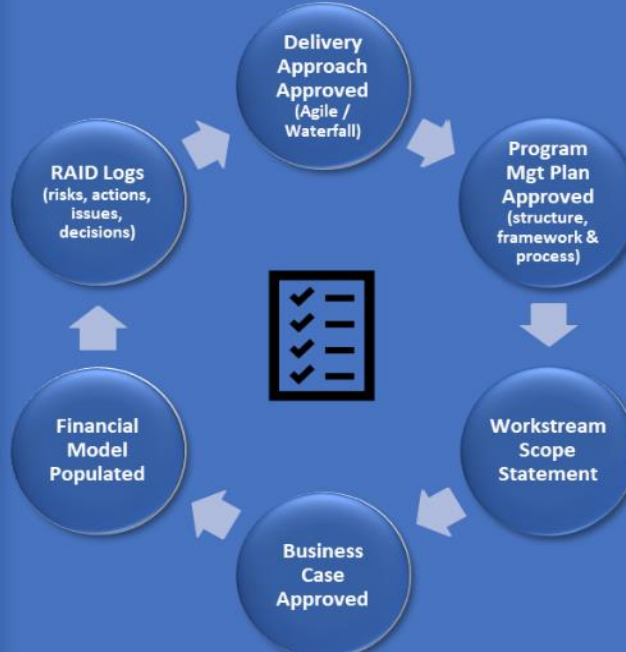 Delivery
Approach
Approved
(Agile /
Waterfall)
Program
Mgt Plan
Approved
(structure,
framework &
process)
Workstream
Scope
Statement
Business
Case
Approved
Financial
Model
Populated
RAID Logs
(risks, actions,
issues,
decisions)